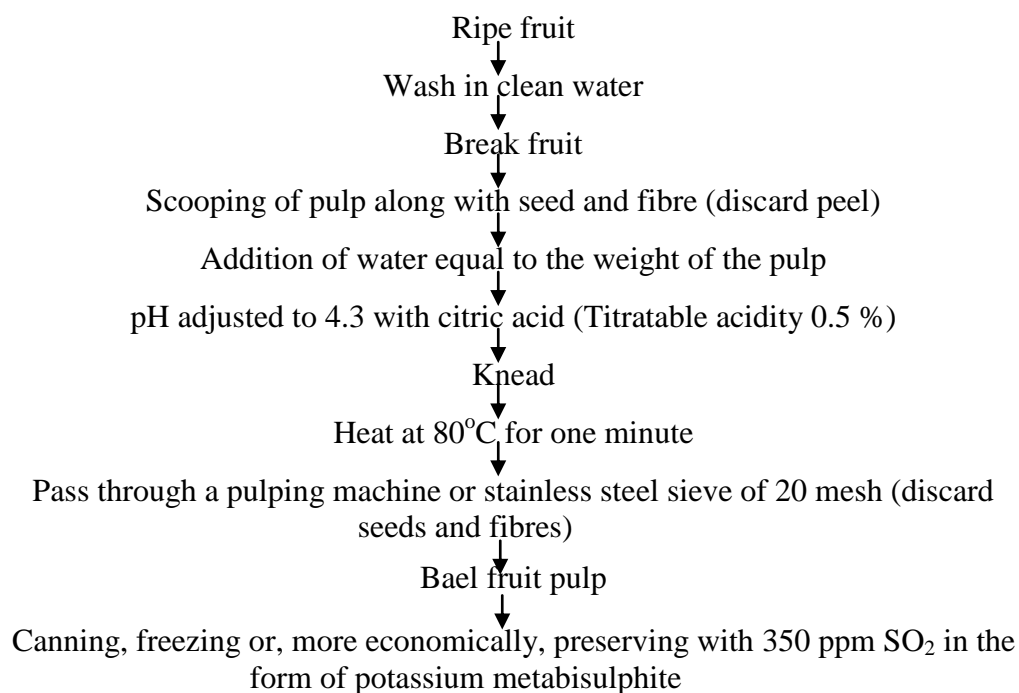 Ripe fruit
Wash in clean water
Break fruit
Scooping of pulp along with seed and fibre (discard peel)
Addition of water equal to the weight of the pulp
pH adjusted to 4.3 with citric acid (Titratable acidity 0.5 %)
Knead
Heat at 80°C for one minute
Pass through a pulping machine or stainless steel sieve of 20 mesh (discard
seeds and fibres)
Bael fruit pulp
Canning, freezing or, more economically, preserving with 350 ppm SO₂ in the
form of potassium metabisulphite